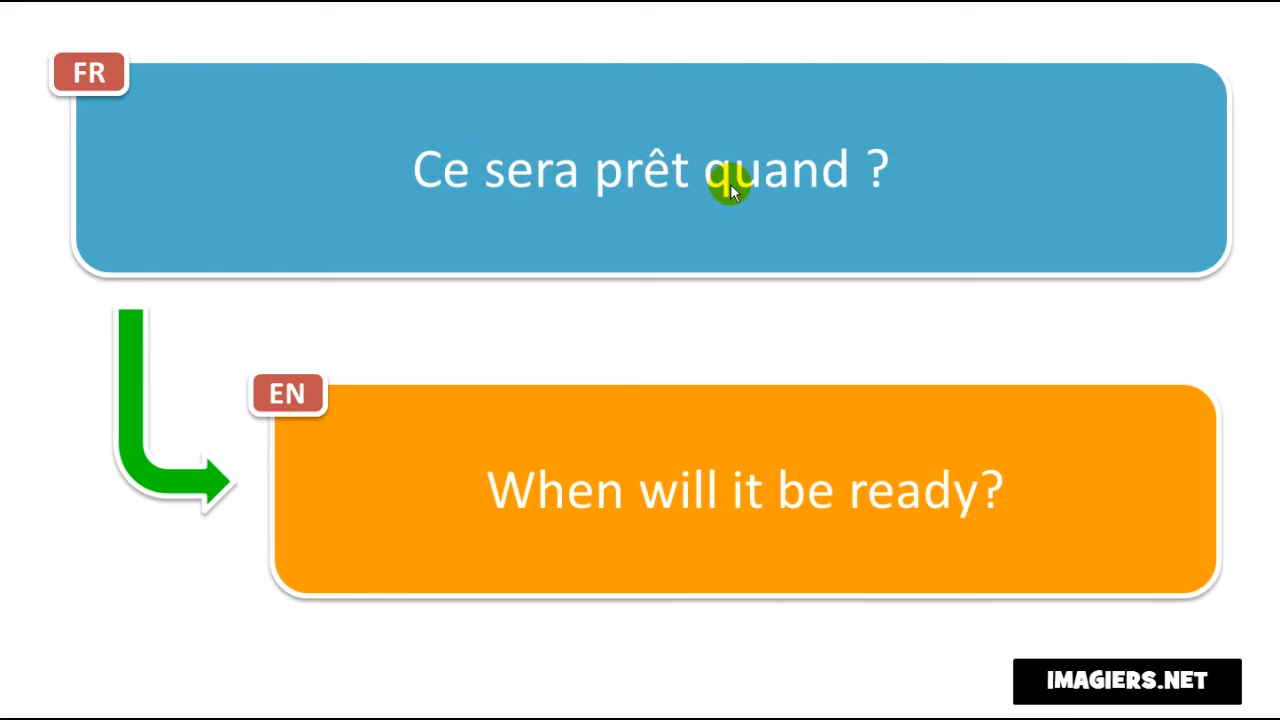 FR
Ce sera prêt quand ?
EN
When will it be ready?
IMAGIERS.NET